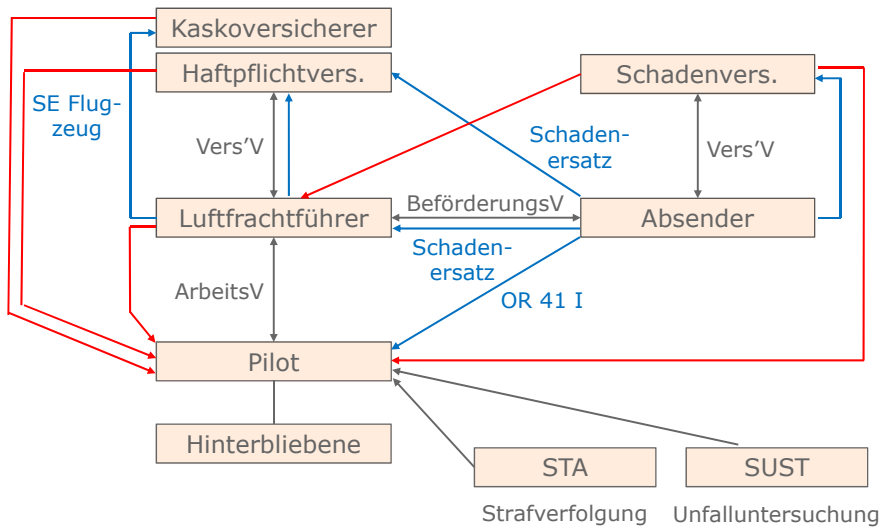 Kaskoversicherer
Haftpflichtvers.
Schadenvers.
SE Flug-
zeug
Vers’V
Schaden-
ersatz
Vers’V
Luftfrachtführer
BeförderungsV
Absender
Schaden-
ersatz
ArbeitsV
OR 41 I
Pilot
Hinterbliebene
STA
SUST
Strafverfolgung
Unfalluntersuchung